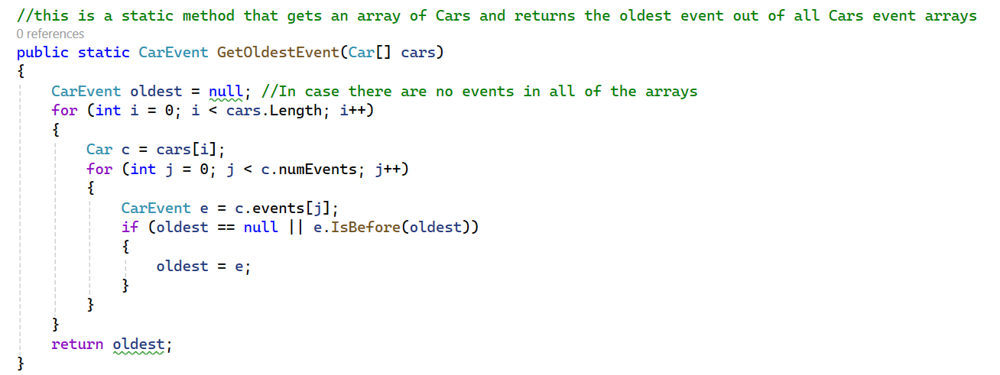 //this is a static method that gets an array of Cars and returns the oldest event out of all Cars event arrays
0 references
public static CarEvent GetOldestEvent(Car[] cars)
{
    CarEvent oldest = null; //In case there are no events in all of the arrays
    for (int i = 0; i < cars.Length; i++)
    {
        Car c = cars[i];
        for (int j = 0; j < c.numEvents; j++)
        {
            CarEvent e = c.events[j];
            if (oldest == null || e.IsBefore(oldest))
            {
                oldest = e;
            }
        }
    }
    return oldest;
}